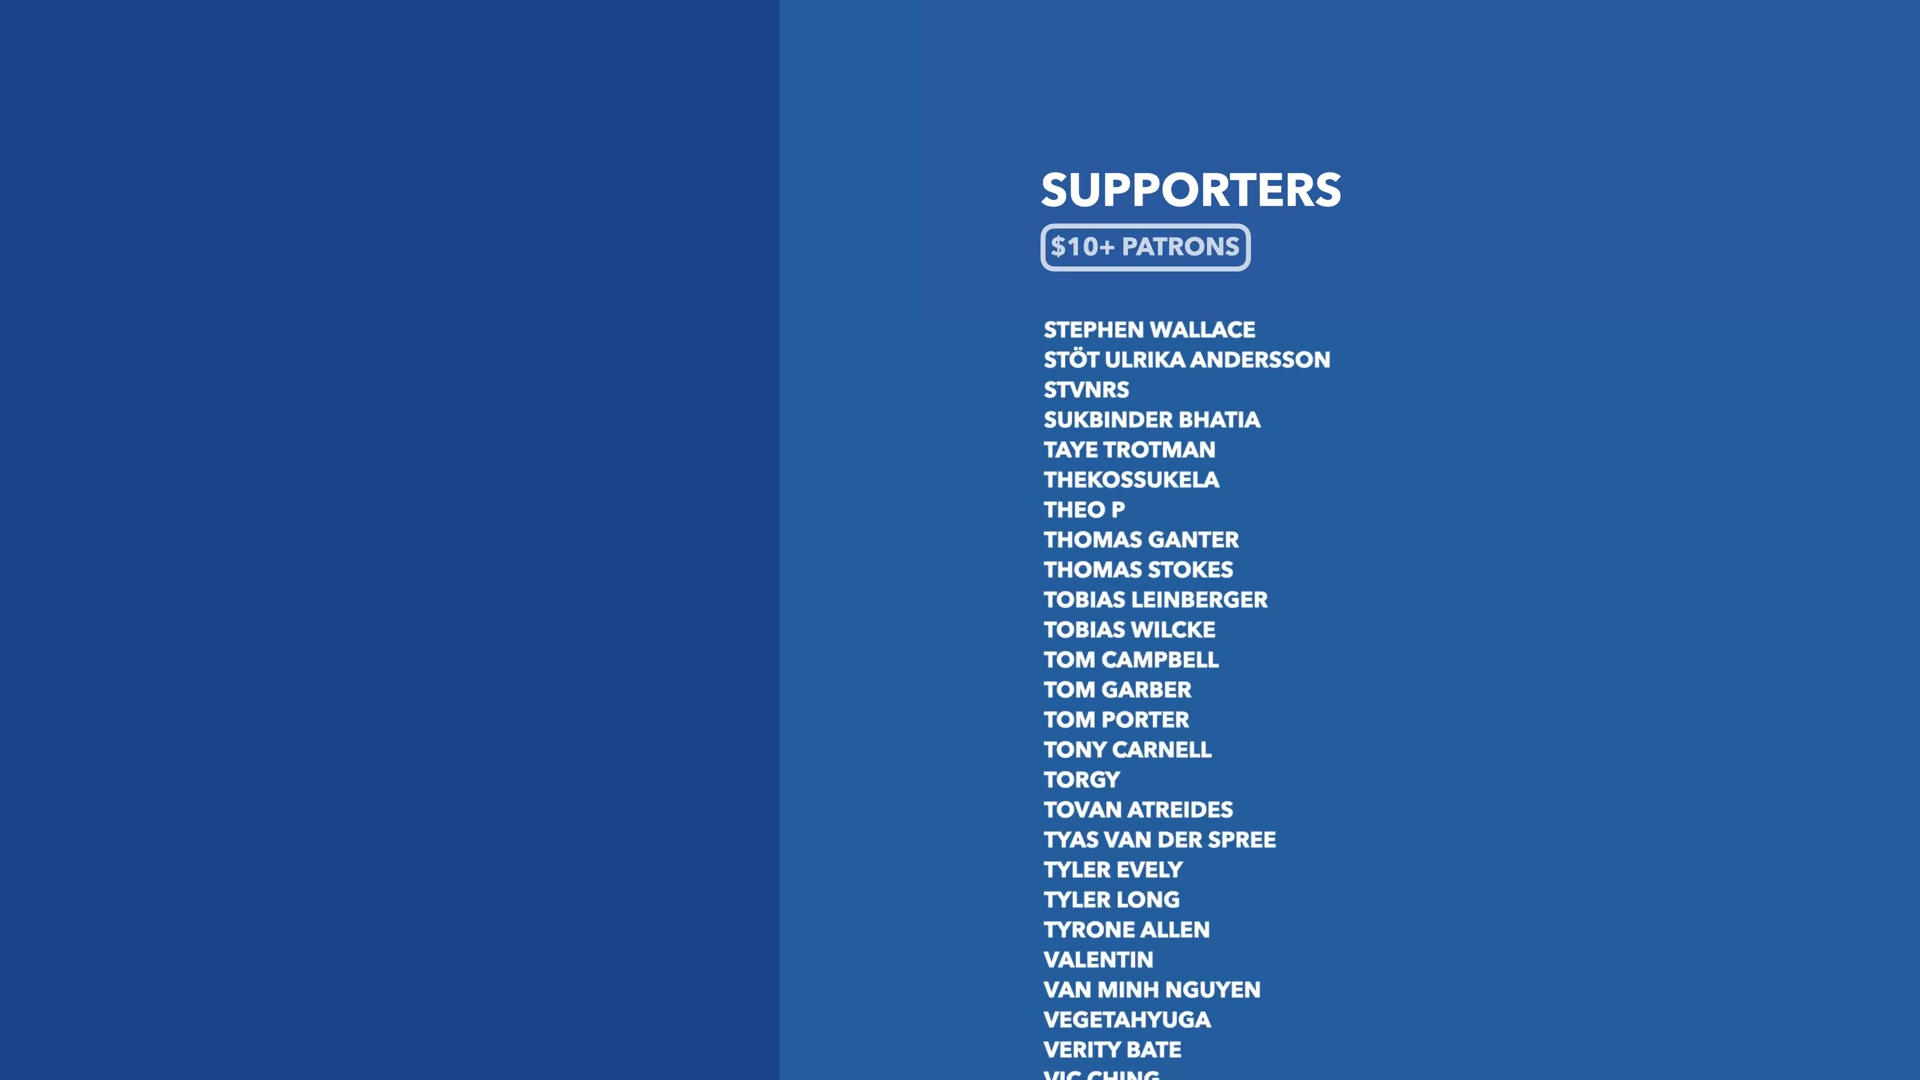 SUPPORTERS
$10+ PATRONS
STEPHEN WALLACE
STÖT ULRIKA ANDERSSON
STVNRS
SUKBINDER BHATIA
TAYE TROTMAN
THEKOSSUKELA
THEO P
THOMAS GANTER
THOMAS STOKES
TOBIAS LEINBERGER
TOBIAS WILCKE
TOM CAMPBELL
TOM GARBER
TOM PORTER
TONY CARNELL
TORGY
TOVAN ATREIDES
TYAS VAN DER SPREE
TYLER EVELY
TYLER LONG
TYRONE ALLEN
VALENTIN
VAN MINH NGUYEN
VEGETAHYUGA
VERITY BATE
VIC CHING